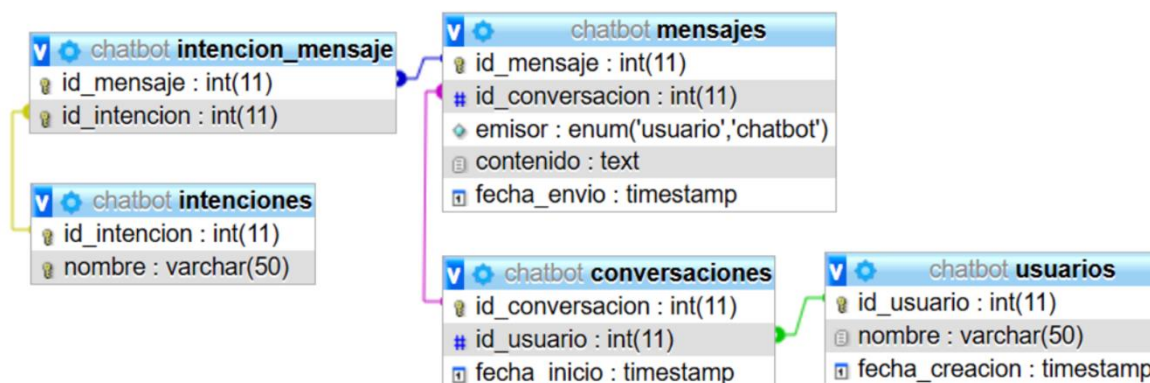 chatbot intencion_mensaje
id_mensaje : int(11)
id_intencion : int(11)
chatbot intenciones
id_intencion : int(11)
nombre : varchar(50)
chatbot mensajes
id_mensaje : int(11)
id_conversacion : int(11)
emisor : enum('usuario','chatbot')
contenido : text
fecha_envio : timestamp
chatbot conversaciones
id_conversacion : int(11)
id_usuario : int(11)
fecha_inicio : timestamp
chatbot usuarios
id_usuario : int(11)
nombre : varchar(50)
fecha_creacion : timestamp